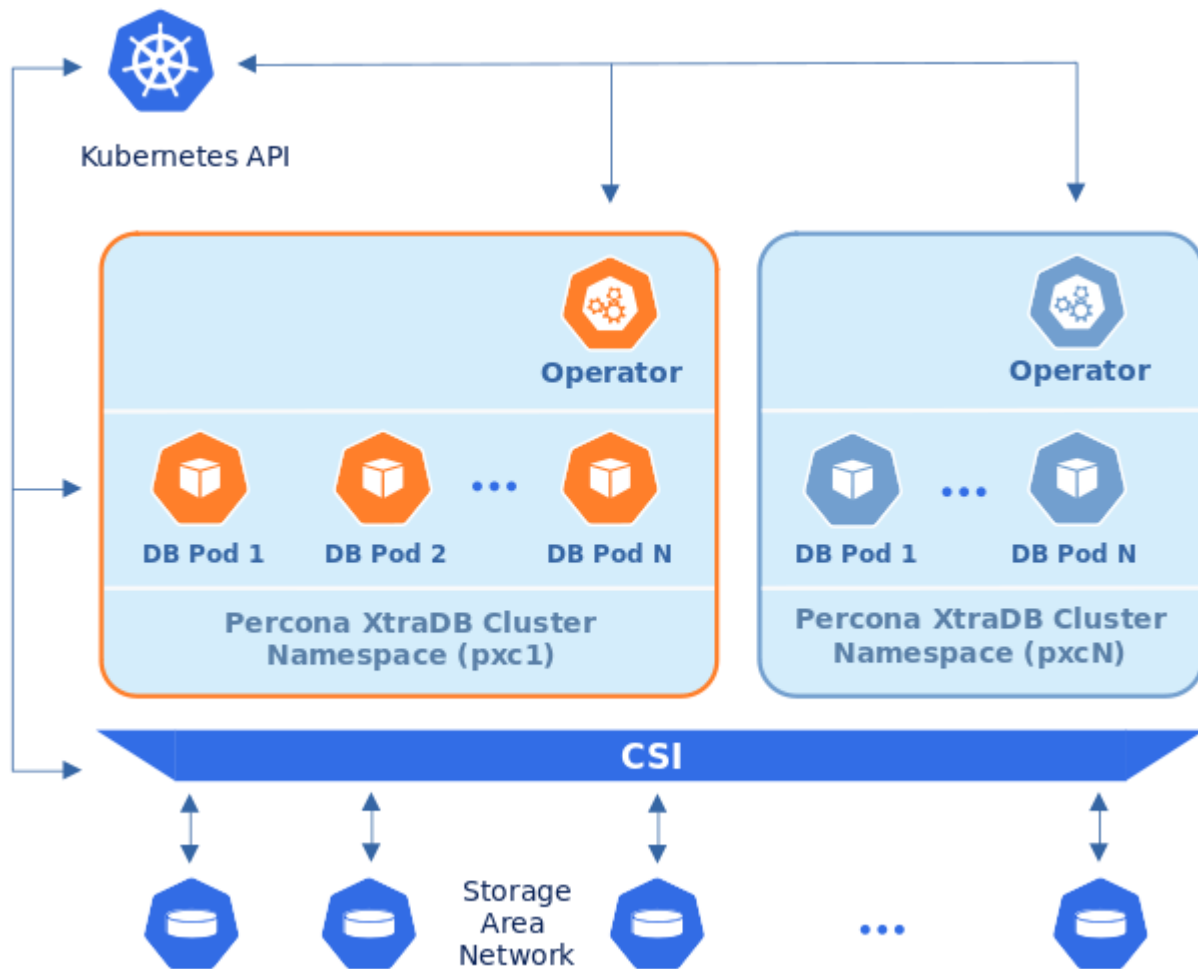 Kubernetes API
Operator
Operator
DB Pod 1
DB Pod 2
DB Pod N
DB Pod 1
DB Pod N
Percona XtraDB Cluster
Namespace (pxc1)
Percona XtraDB Cluster
Namespace (pxcN)
CSI
Storage
Area
Network